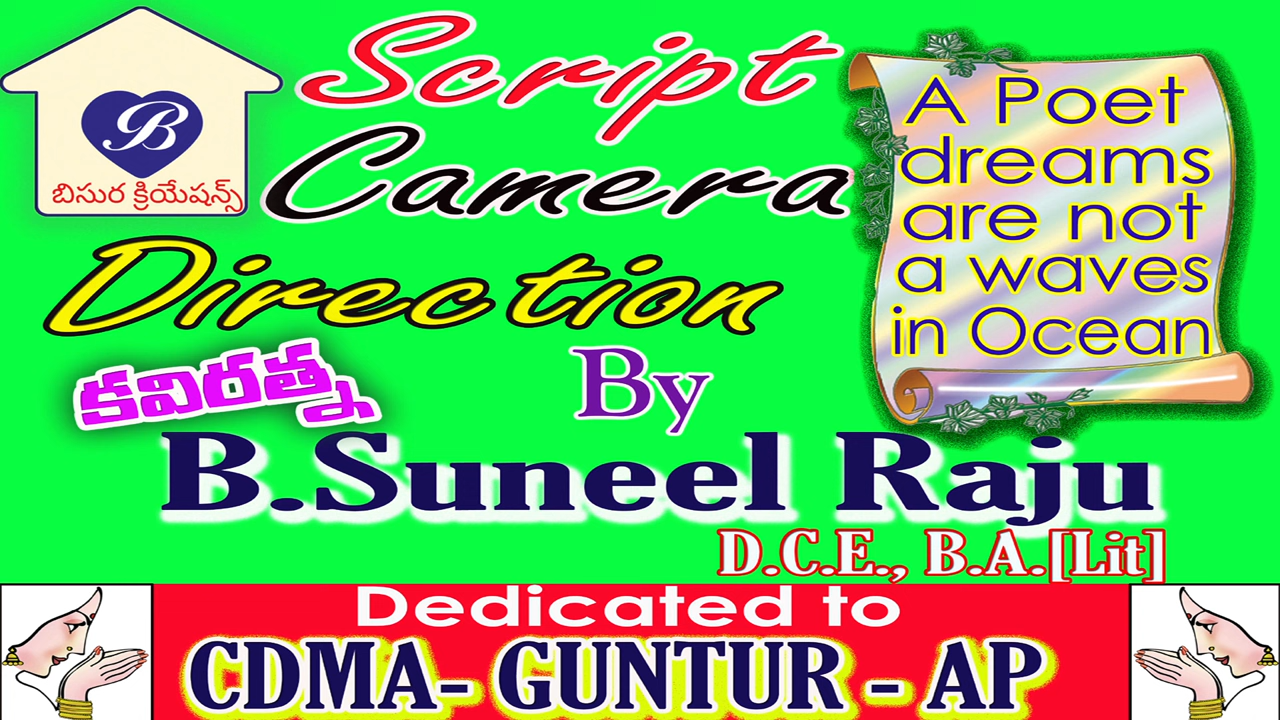 B
బిసుర క్రియేషన్స్
Script
Camera
Direction
కవిరత్న
By
B.Suneel Raju
D.C.E., B.A.[Lit]
A Poet
dreams
are not
a waves
in Ocean
Dedicated to
CDMA- GUNTUR - AP